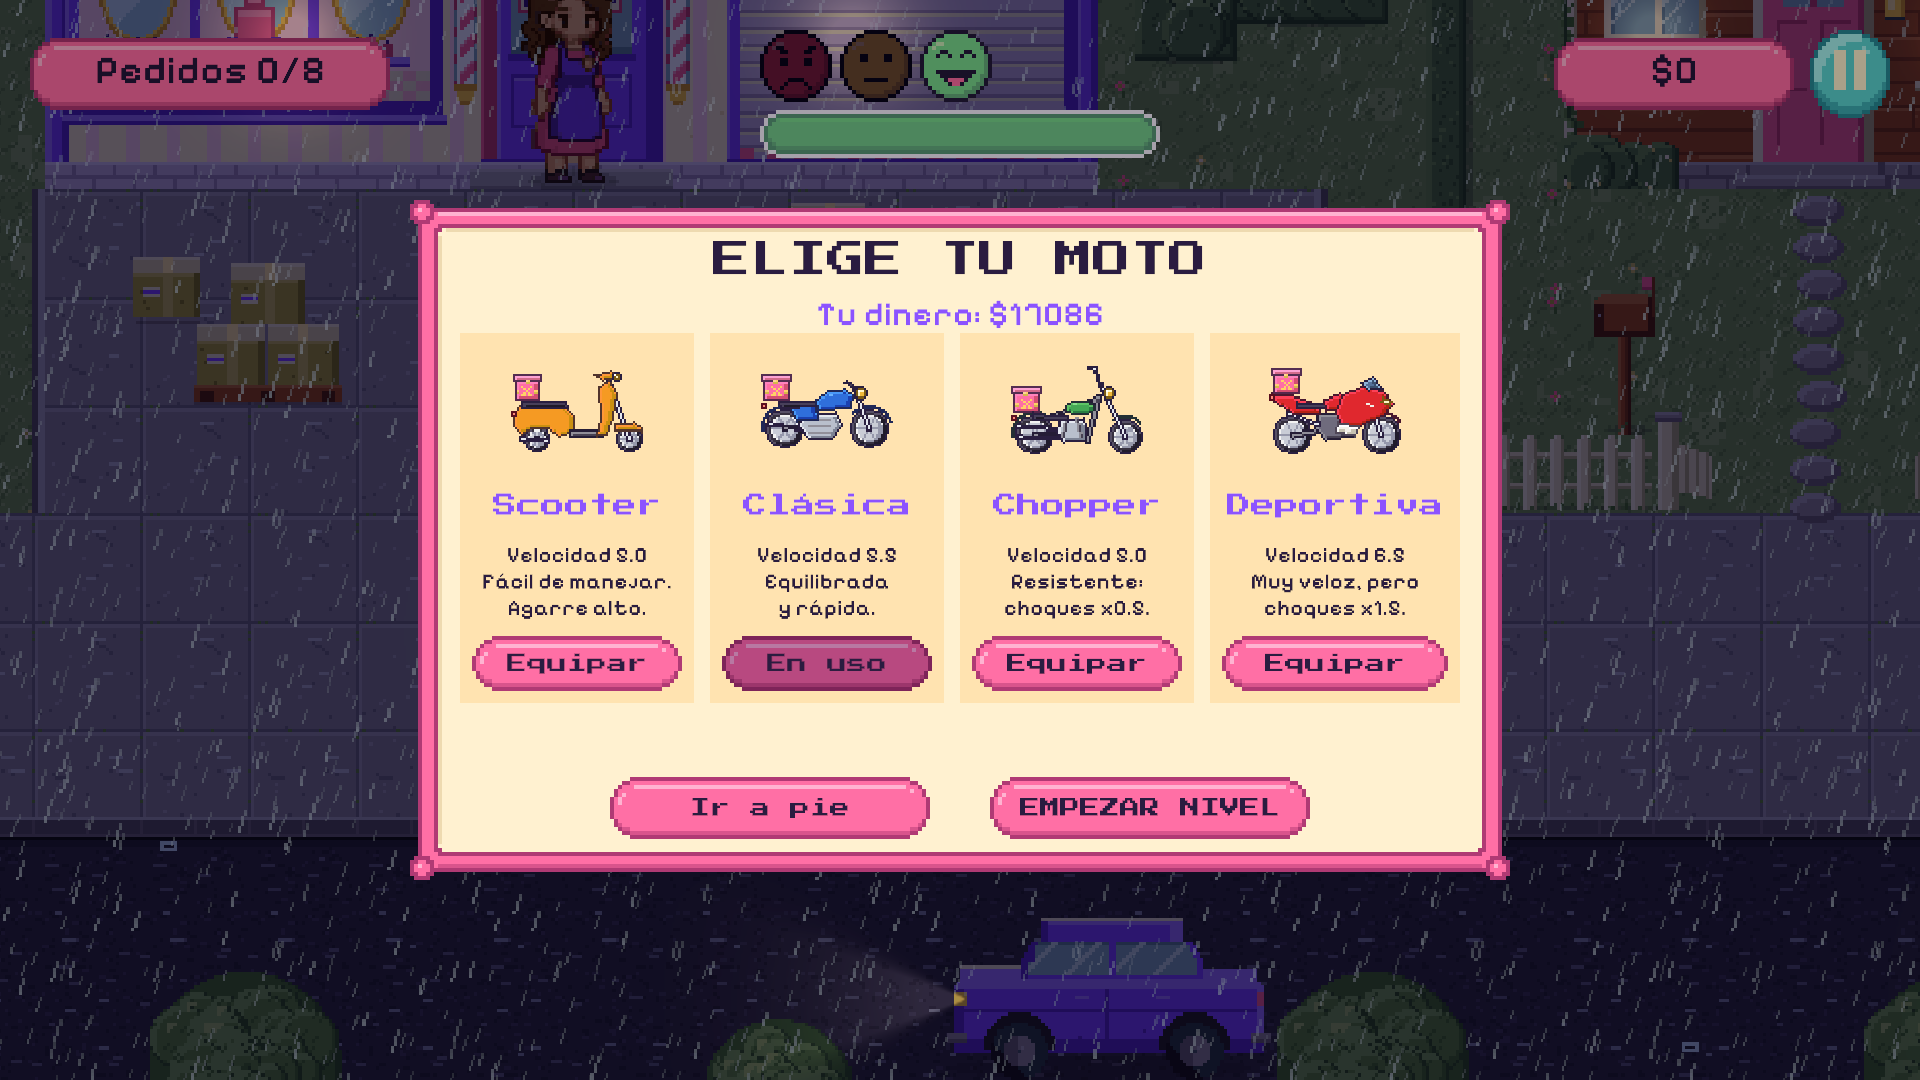 Pedidos 0/8
$0
ELIGE TU MOTO
Tu dinero: $17086
Scooter
Velocidad 5.0
Fácil de manejar.
Agarre alto.
Equipar
Clásica
Velocidad 5.5
Equilibrada
y rápida.
En uso
Chopper
Velocidad 5.0
Resistente:
choques x0.5.
Equipar
Deportiva
Velocidad 6.5
Muy veloz, pero
choques x1.5.
Equipar
Ir a pie
EMPEZAR NIVEL